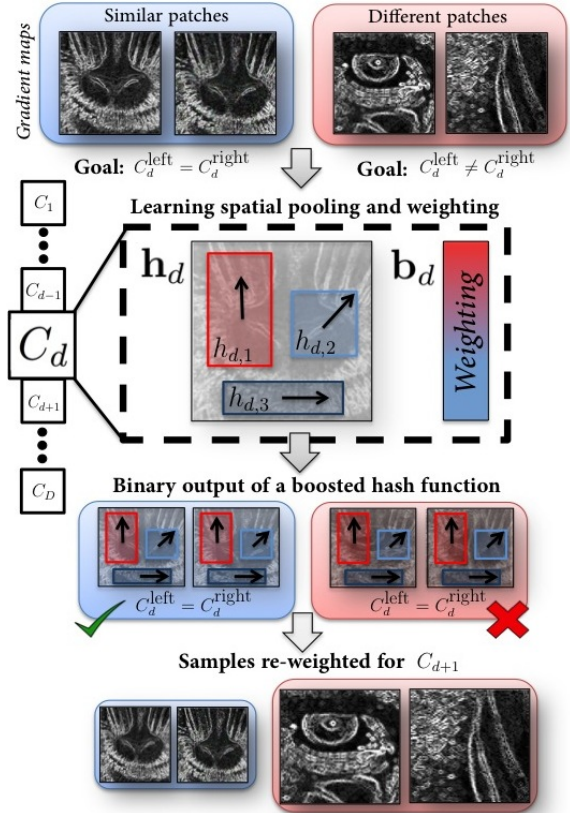 Similar patches
Different patches
Gradient maps
Goal: C_d^left = C_d^right
Goal: C_d^left ≠ C_d^right
Learning spatial pooling and weighting
C_1
C_{d-1}
C_d
C_{d+1}
C_D
h_d
h_{d,1}
h_{d,2}
h_{d,3}
b_d
Weighting
Binary output of a boosted hash function
C_d^left = C_d^right
C_d^left = C_d^right
Samples re-weighted for C_{d+1}